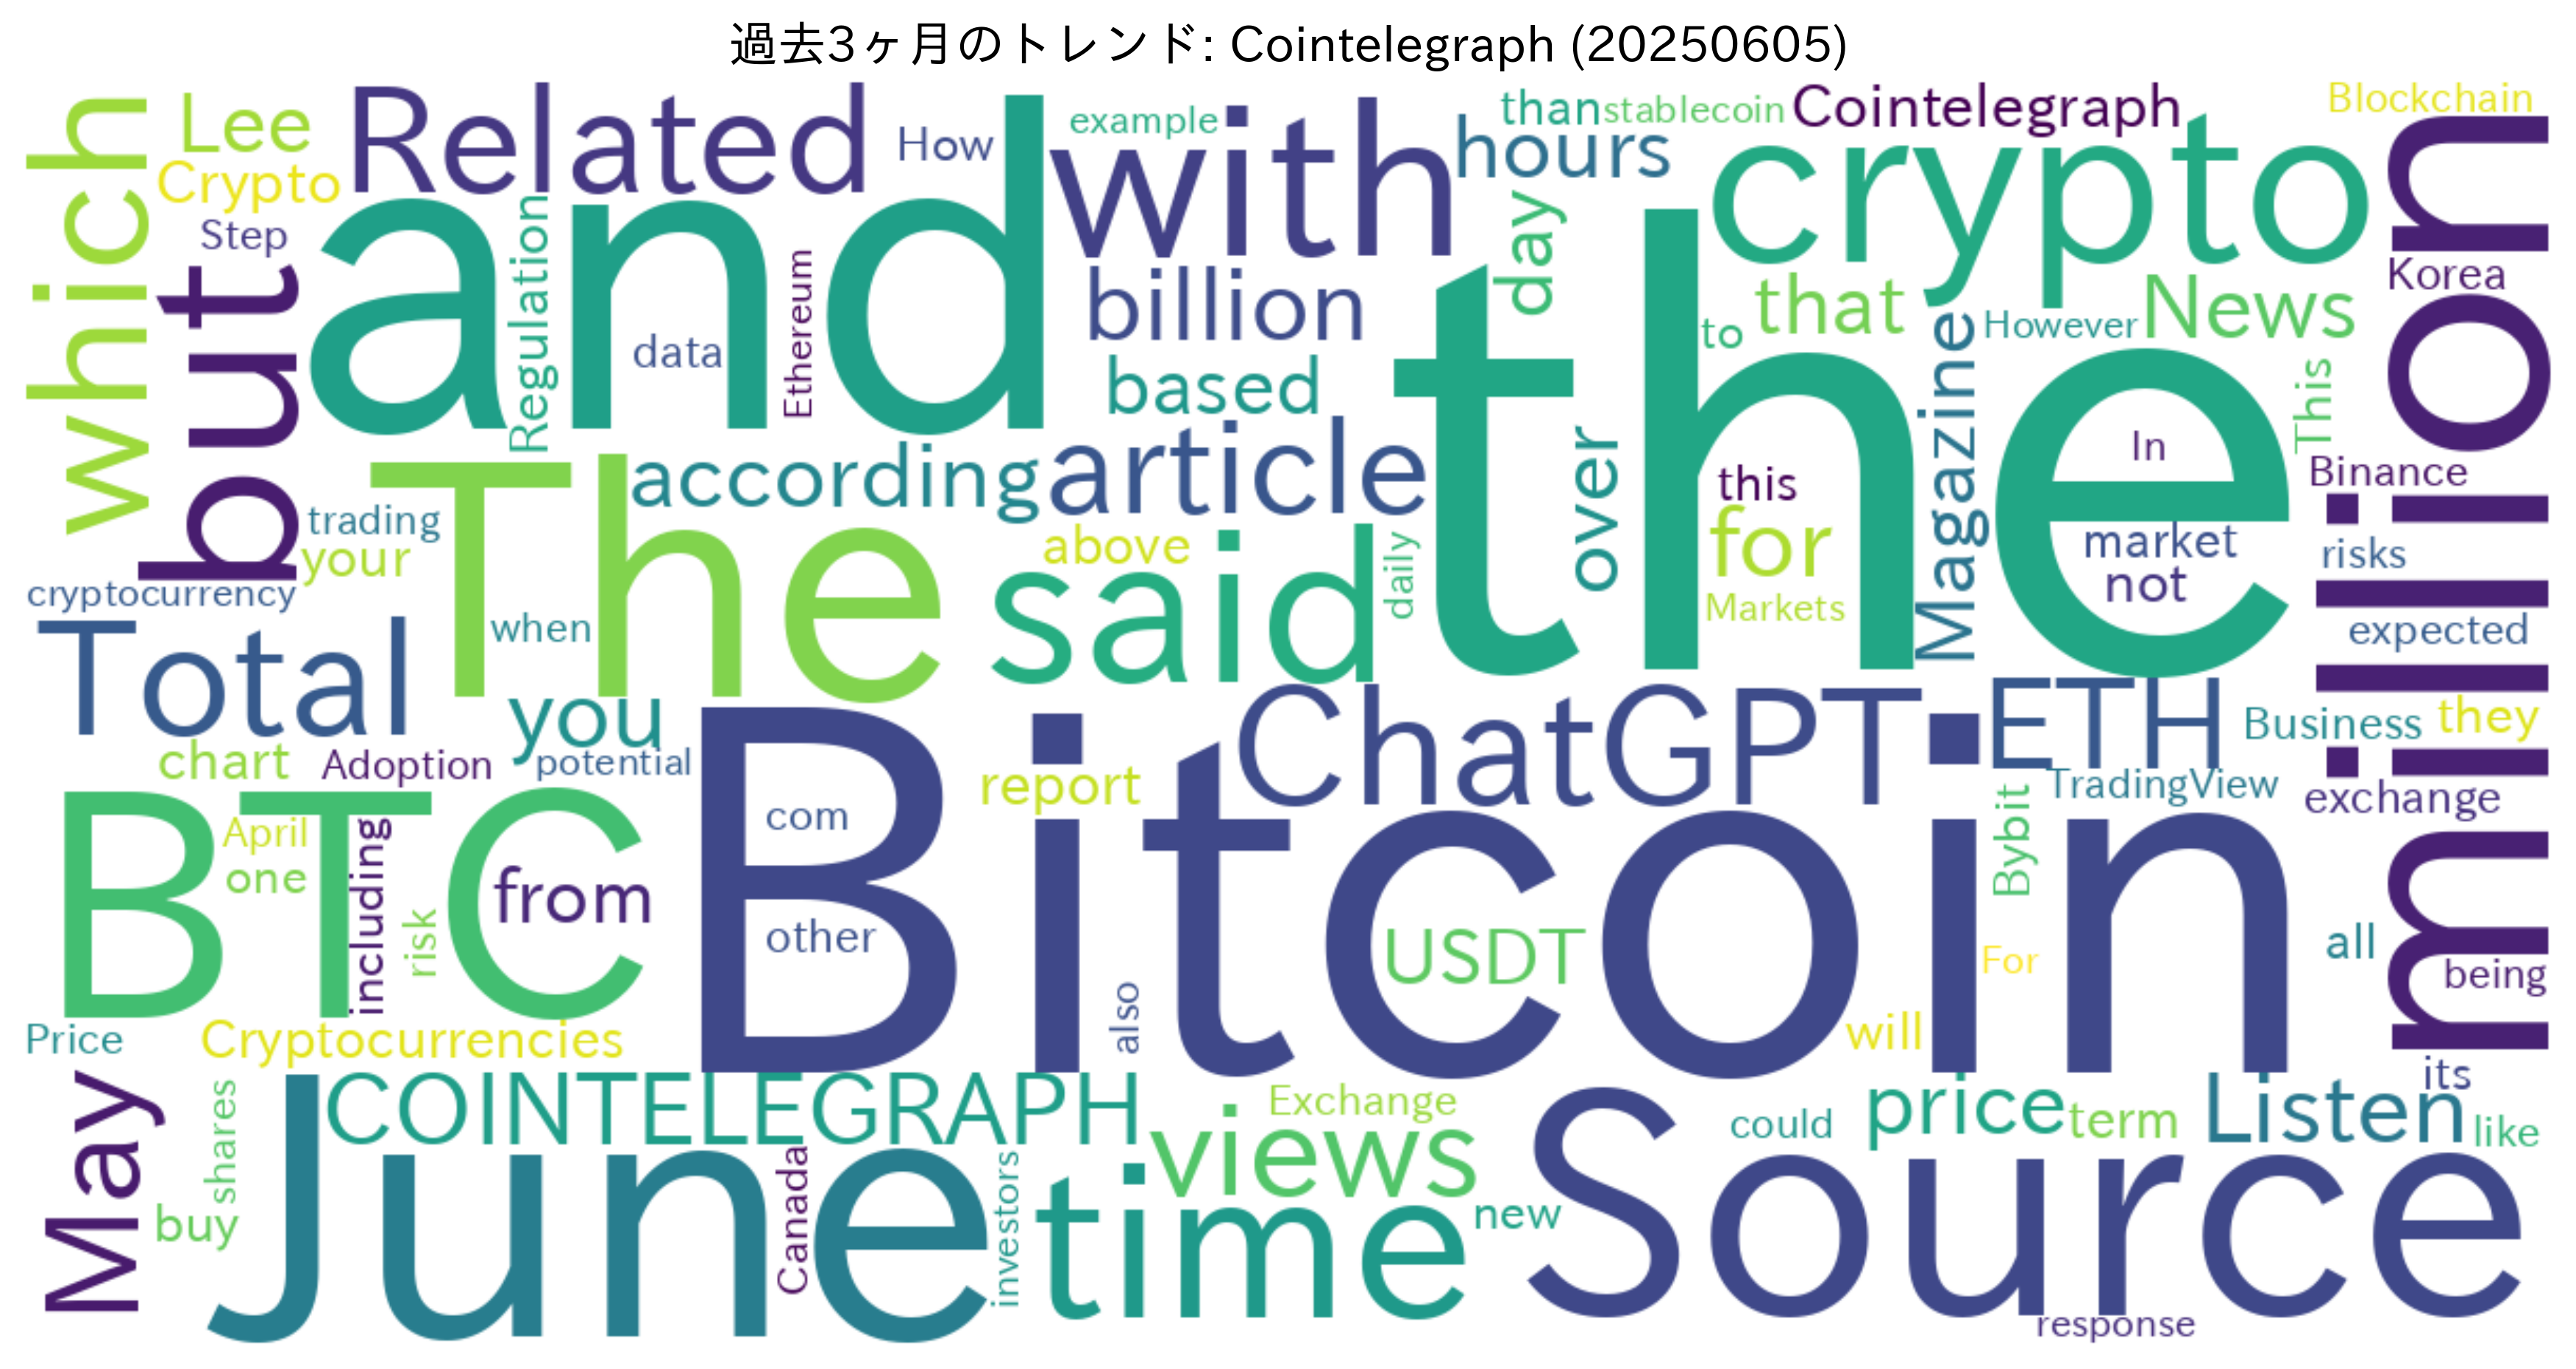 過去3ヶ月のトレンド: Cointelegraph (20250605)
which
Lee
Crypto
Step
but
Related
How
and
Regulation
data
Ethereum
example
with
billion
based
hours
than
stablecoin
Cointelegraph
Blockchain
day
crypto
million
Korea
to
that
However
News
Magazine
This
the
over
this
for
Markets
In
market
not
Binance
risks
expected
trading
your
cryptocurrency
The
when
according
article
above
said
daily
Total
you
potential
chart
Adoption
report
ChatGPT
ETH
TradingView
Business
they
exchange
BTC
April
one
including
risk
from
Bitcoin
com
other
also
USDT
will
Bybit
For
all
being
its
Price
Cryptocurrencies
May
shares
buy
June
COINTELEGRAPH
Canada
investors
views
Exchange
time
new
Source
could
price
term
Listen
like
response